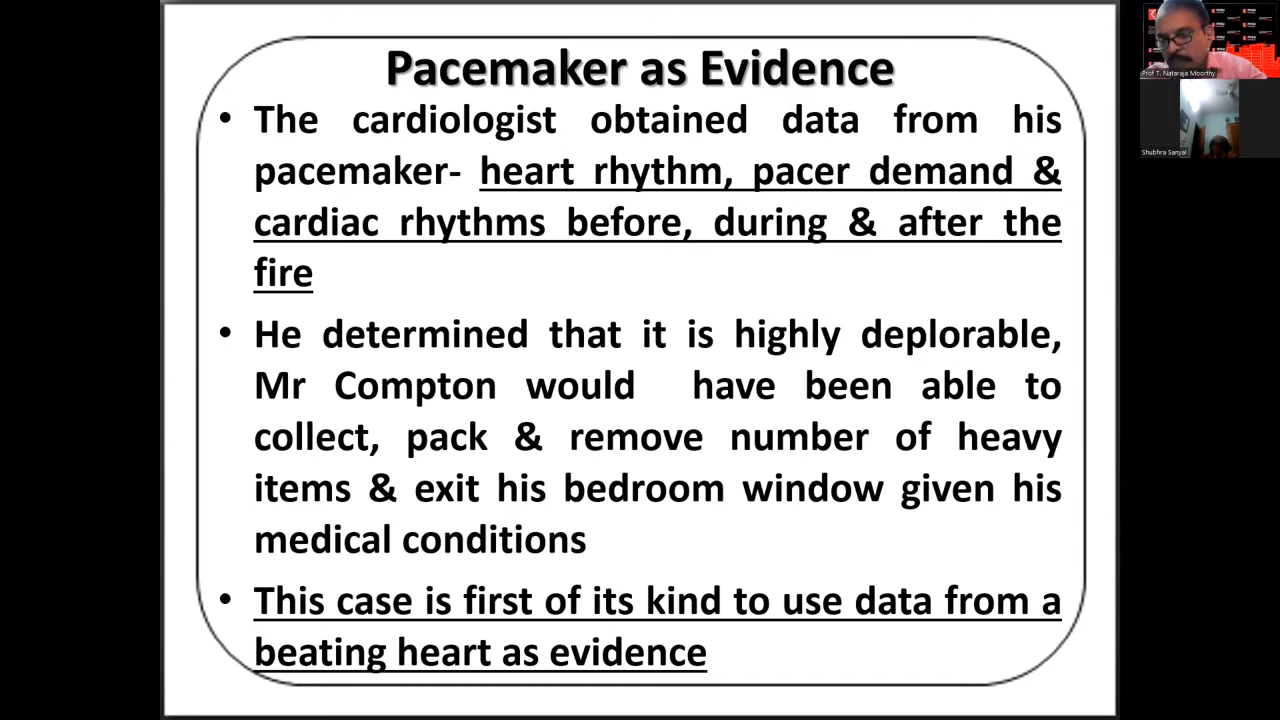 Pacemaker as Evidence
• The cardiologist obtained data from his
pacemaker- heart rhythm, pacer demand &
cardiac rhythms before, during & after the
fire
• He determined that it is highly deplorable,
Mr Compton would have been able to
collect, pack & remove number of heavy
items & exit his bedroom window given his
medical conditions
• This case is first of its kind to use data from a
beating heart as evidence
Prof T. Nataraja Moorthy
Shubhra Sanyal